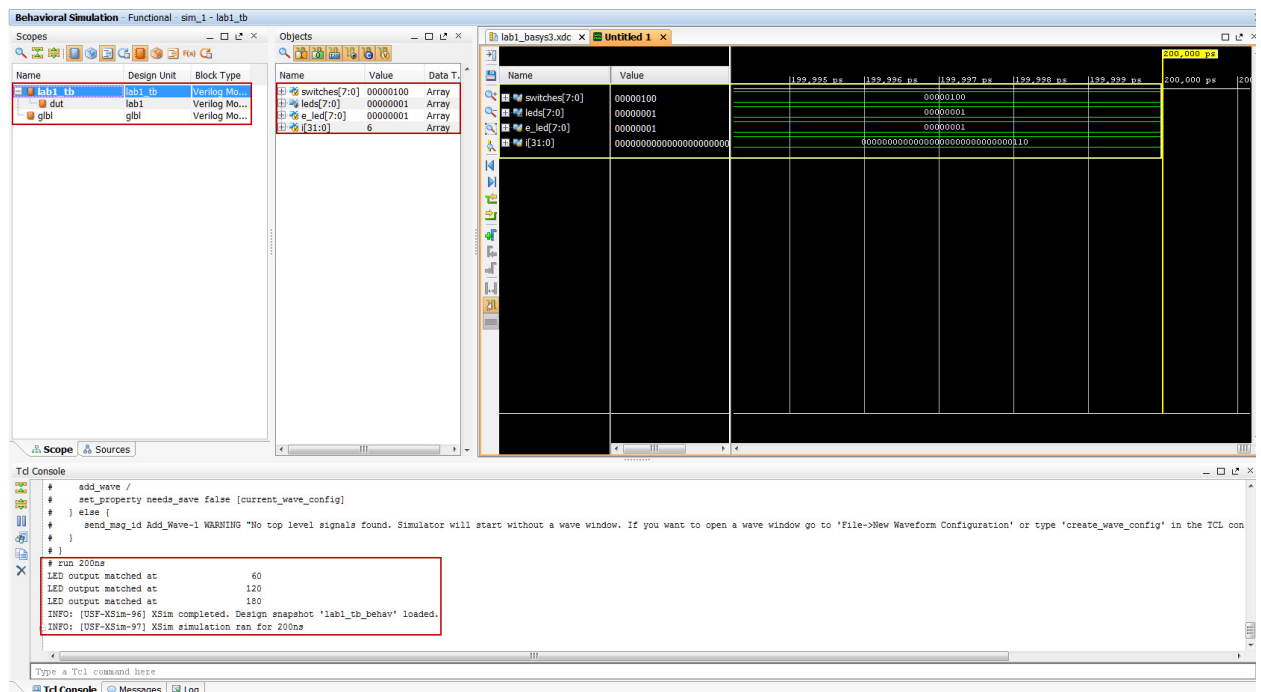 Behavioral Simulation - Functional - sim_1 - lab1_tb
Scopes
Name Design Unit Block Type
lab1_tb lab1_tb Verilog Mo...
dut lab1 Verilog Mo...
glbl glbl Verilog Mo...
Scope Sources
Objects
Name Value Data T.
switches[7:0] 00000100 Array
leds[7:0] 00000001 Array
e_led[7:0] 00000001 Array
i[31:0] 6 Array
lab1_basys3.xdc Untitled 1
200,000 ps
Name Value
199,995 ps 199,996 ps 199,997 ps 199,998 ps 199,999 ps 200,000 ps 200
switches[7:0] 00000100 00000100
leds[7:0] 00000001 00000001
e_led[7:0] 00000001 00000001
i[31:0] 00000000000000000000000 00000000000000000000000000000110
Tcl Console
# add_wave /
# set_property needs_save false [current_wave_config]
# } else {
# send_msg_id Add_Wave-1 WARNING "No top level signals found. Simulator will start without a wave window. If you want to open a wave window go to 'File->New Waveform Configuration' or type 'create_wave_config' in the TCL con
# }
# }
# run 200ns
LED output matched at 60
LED output matched at 120
LED output matched at 180
INFO: [USF-XSim-96] XSim completed. Design snapshot 'lab1_tb_behav' loaded.
INFO: [USF-XSim-97] XSim simulation ran for 200ns
Type a Tcl command here
Tcl Console Messages Log